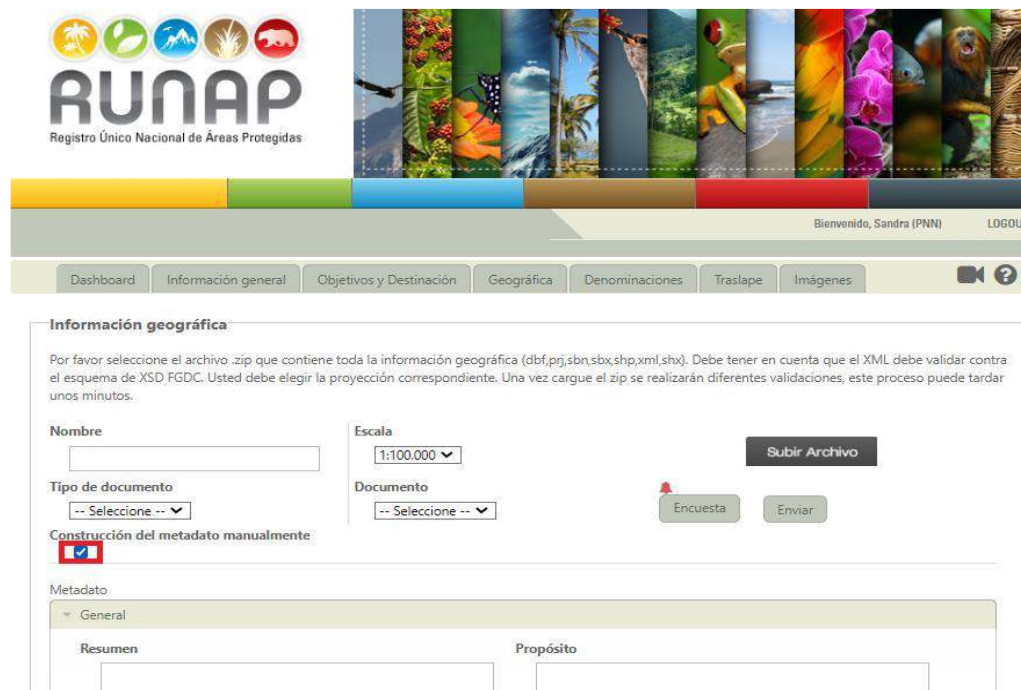 RUNAP
Registro Único Nacional de Áreas Protegidas
Bienvenido, Sandra (PNN) LOGOU
Dashboard Información general Objetivos y Destinación Geográfica Denominaciones Traslape Imágenes
Información geográfica
Por favor seleccione el archivo .zip que contiene toda la información geográfica (dbf,prj,sbn,sbx,shp,xml,shx). Debe tener en cuenta que el XML debe validar contra
el esquema de XSD FGDC. Usted debe elegir la proyección correspondiente. Una vez cargue el zip se realizarán diferentes validaciones, este proceso puede tardar
unos minutos.
Nombre Escala
1:100.000 Subir Archivo
Tipo de documento Documento
-- Seleccione -- -- Seleccione -- Encuesta Enviar
Construcción del metadato manualmente
Metadato
General
Resumen Propósito